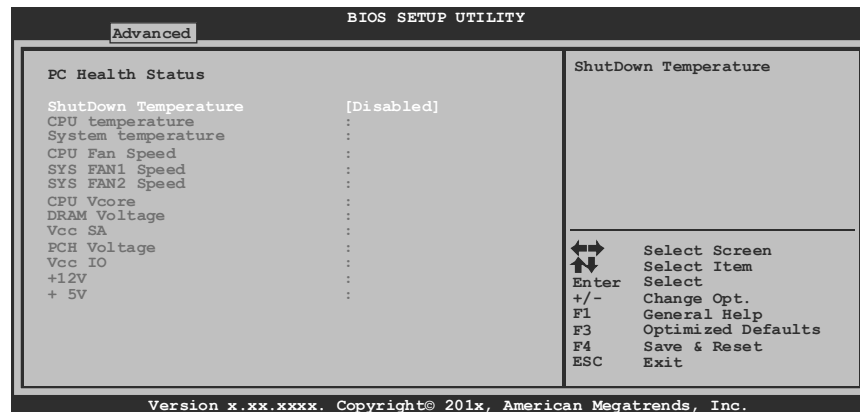 BIOS SETUP UTILITY
Advanced
PC Health Status
ShutDown Temperature [Disabled]
CPU temperature :
System temperature :
CPU Fan Speed :
SYS FAN1 Speed :
SYS FAN2 Speed :
CPU Vcore :
DRAM Voltage :
Vcc SA :
PCH Voltage :
Vcc IO :
+12V :
+ 5V :
ShutDown Temperature
Select Screen
Select Item
Enter Select
+/- Change Opt.
F1 General Help
F3 Optimized Defaults
F4 Save & Reset
ESC Exit
Version x.xx.xxxx. Copyright© 201x, American Megatrends, Inc.